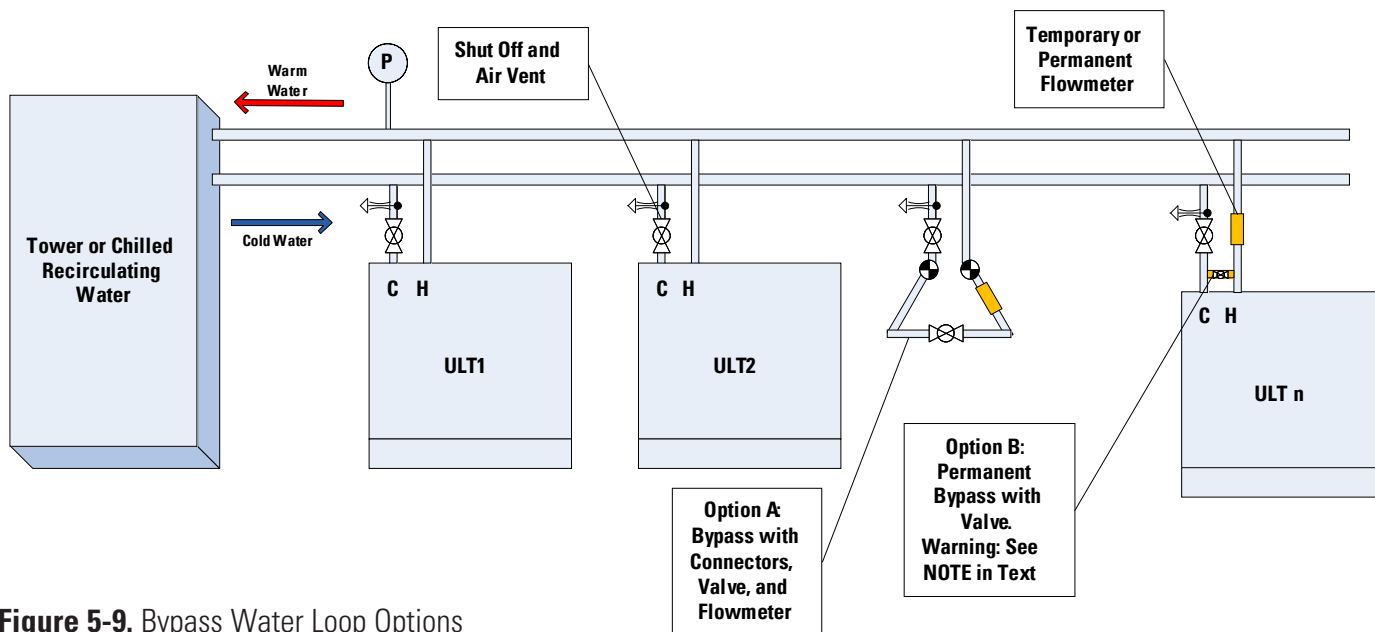 P
Warm
Water
Shut Off and
Air Vent
Temporary or
Permanent
Flowmeter
Tower or Chilled
Recirculating
Water
Cold Water
C H
C H
C H
ULT1
ULT2
ULT n
Option A:
Bypass with
Connectors,
Valve, and
Flowmeter
Option B:
Permanent
Bypass with
Valve.
Warning: See
NOTE in Text
Figure 5-9. Bypass Water Loop Options